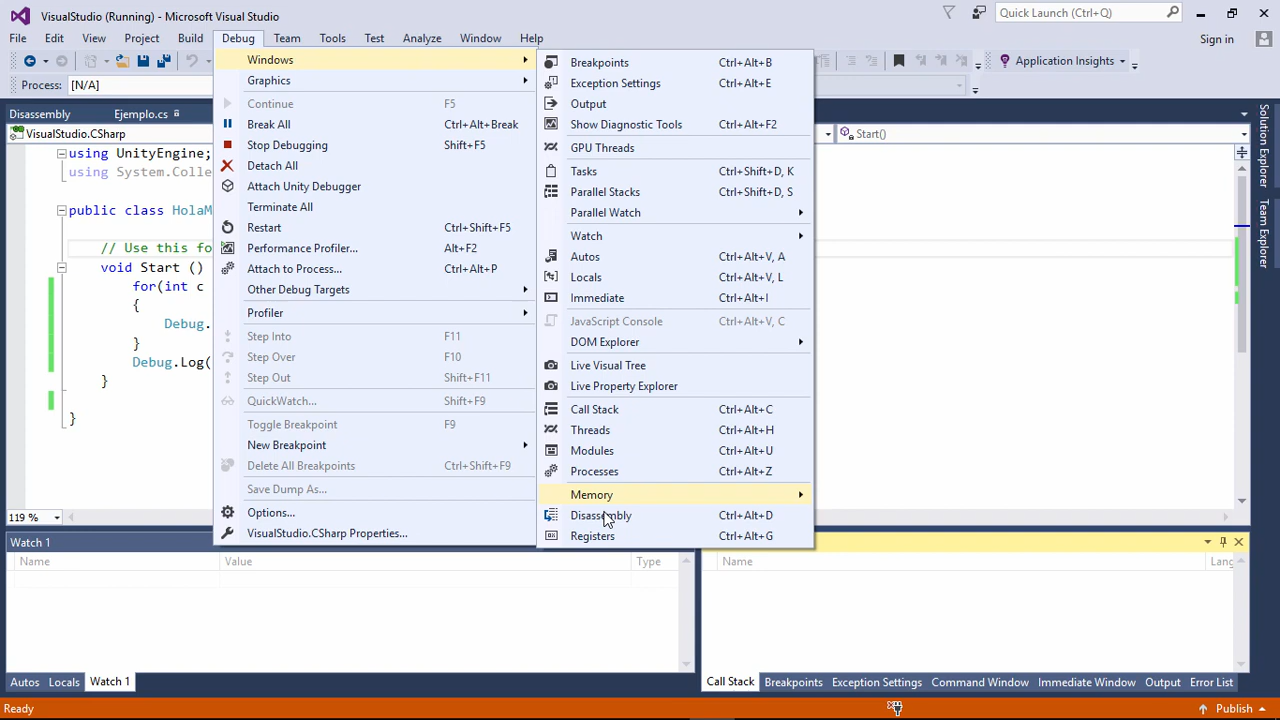 VisualStudio (Running) - Microsoft Visual Studio
Quick Launch (Ctrl+Q)
File Edit View Project Build Debug Team Tools Test Analyze Window Help
Sign in
Application Insights
Process: [N/A]
Disassembly Ejemplo.cs
VisualStudio.CSharp
Start()
using UnityEngine;
using System.Colle
public class HolaM
// Use this fo
void Start ()
for(int c
{
Debug.
}
Debug.Log(
}
}
119 %
Windows
Graphics
Continue F5
Break All Ctrl+Alt+Break
Stop Debugging Shift+F5
Detach All
Attach Unity Debugger
Terminate All
Restart Ctrl+Shift+F5
Performance Profiler... Alt+F2
Attach to Process... Ctrl+Alt+P
Other Debug Targets
Profiler
Step Into F11
Step Over F10
Step Out Shift+F11
QuickWatch... Shift+F9
Toggle Breakpoint F9
New Breakpoint
Delete All Breakpoints Ctrl+Shift+F9
Save Dump As...
Options...
VisualStudio.CSharp Properties...
Breakpoints Ctrl+Alt+B
Exception Settings Ctrl+Alt+E
Output
Show Diagnostic Tools Ctrl+Alt+F2
GPU Threads
Tasks Ctrl+Shift+D, K
Parallel Stacks Ctrl+Shift+D, S
Parallel Watch
Watch
Autos Ctrl+Alt+V, A
Locals Ctrl+Alt+V, L
Immediate Ctrl+Alt+I
JavaScript Console Ctrl+Alt+V, C
DOM Explorer
Live Visual Tree
Live Property Explorer
Call Stack Ctrl+Alt+C
Threads Ctrl+Alt+H
Modules Ctrl+Alt+U
Processes Ctrl+Alt+Z
Memory
Disassembly Ctrl+Alt+D
Registers Ctrl+Alt+G
Solution Explorer
Team Explorer
Watch 1
Name Value Type
Name Lang
Autos Locals Watch 1
Call Stack Breakpoints Exception Settings Command Window Immediate Window Output Error List
Ready
Publish